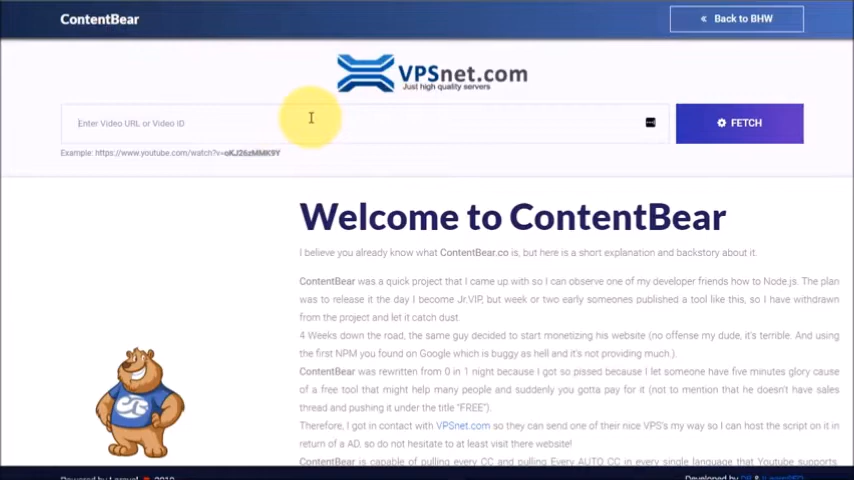 ContentBear
« Back to BHW
VPSnet.com
Just high quality servers
Enter Video URL or Video ID
FETCH
Example: https://www.youtube.com/watch?v=oKJ26zMMK9Y
Welcome to ContentBear
I believe you already know what ContentBear.co is, but here is a short explanation and backstory about it.
ContentBear was a quick project that I came up with so I can observe one of my developer friends how to Node.js. The plan
was to release it the day I become Jr.VIP, but week or two early someones published a tool like this, so I have withdrawn
from the project and let it catch dust.
4 Weeks down the road, the same guy decided to start monetizing his website (no offense my dude, it's terrible. And using
the first NPM you found on Google which is buggy as hell and it's not providing much.).
ContentBear was rewritten from 0 in 1 night because I got so pissed because I let someone have five minutes glory cause
of a free tool that might help many people and suddenly you gotta pay for it (not to mention that he doesn't have sales
thread and pushing it under the title "FREE").
Therefore, I got in contact with VPSnet.com so they can send one of their nice VPS's my way so I can host the script on it in
return of a AD, so do not hesitate to at least visit there website!
ContentBear is capable of pulling every CC and pulling Every AUTO CC in every single language that Youtube supports.
Powered by Laravel 2019
Developed by